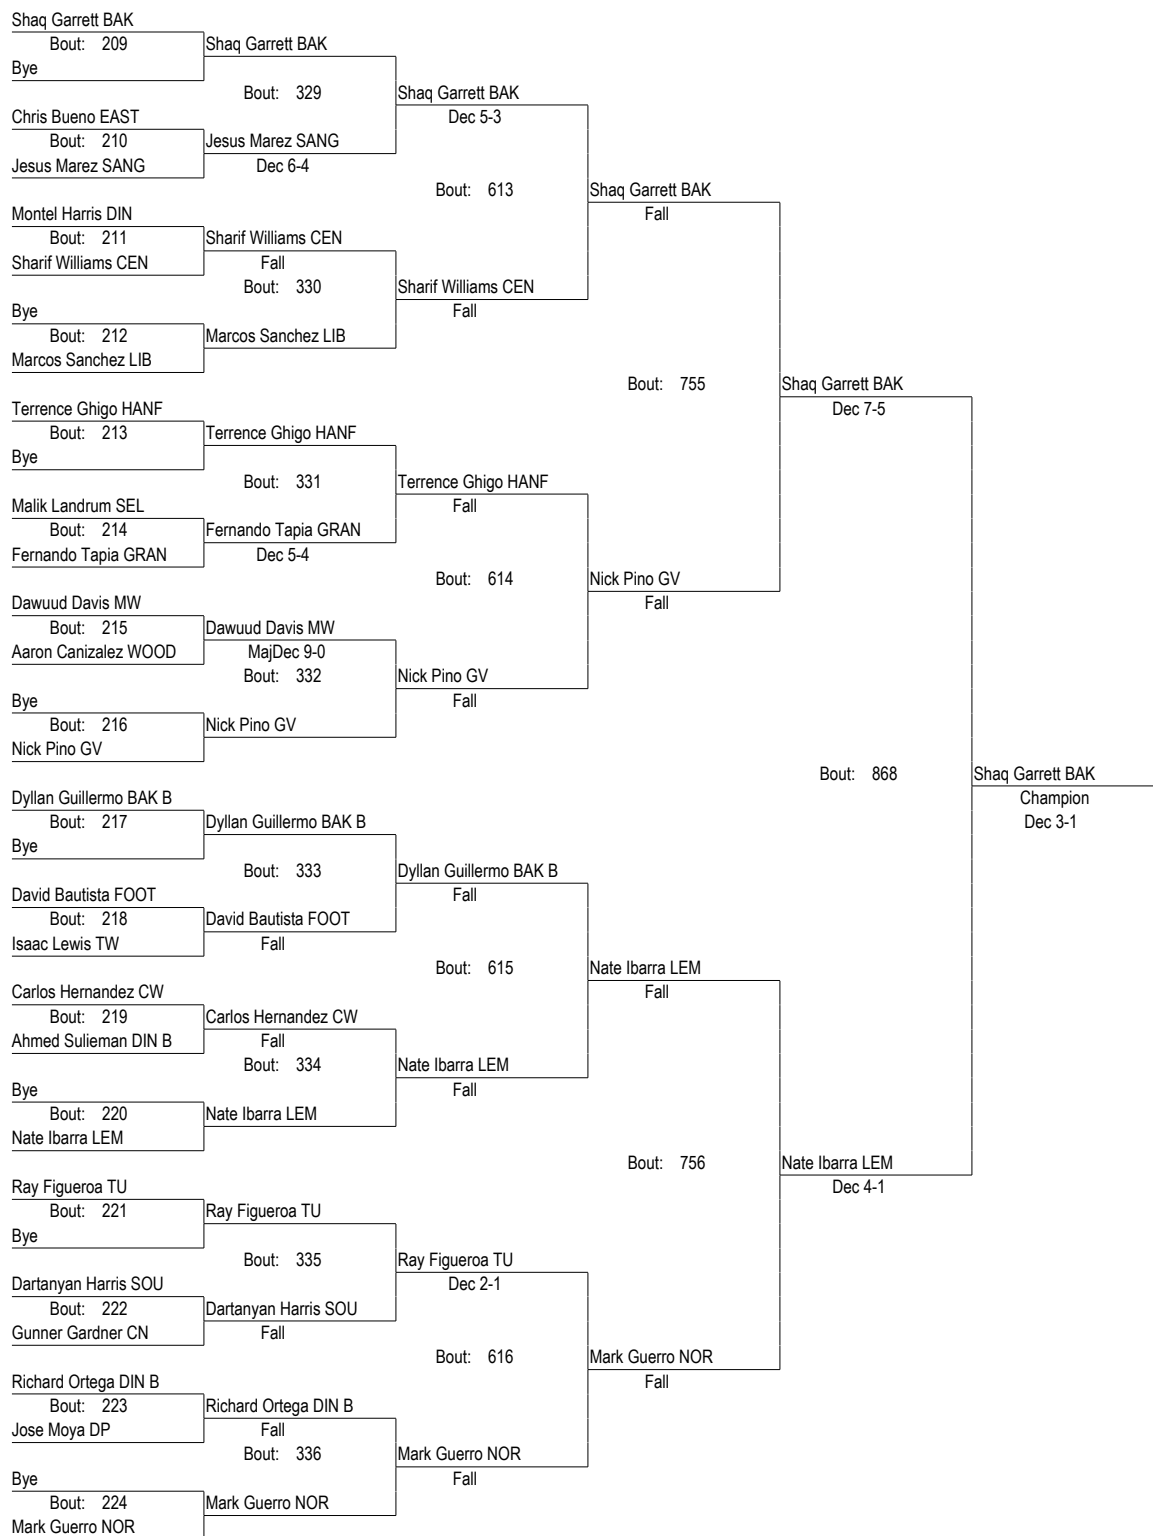 Shaq Garrett BAK
Bout: 209 Shaq Garrett BAK
Bye
Bout: 329 Shaq Garrett BAK
Chris Bueno EAST Dec 5-3
Bout: 210 Jesus Marez SANG
Jesus Marez SANG Dec 6-4
Bout: 613 Shaq Garrett BAK
Montel Harris DIN Fall
Bout: 211 Sharif Williams CEN
Sharif Williams CEN Fall
Bout: 330 Sharif Williams CEN
Bye Fall
Bout: 212 Marcos Sanchez LIB
Marcos Sanchez LIB
Bout: 755 Shaq Garrett BAK
Terrence Ghigo HANF Dec 7-5
Bout: 213 Terrence Ghigo HANF
Bye
Bout: 331 Terrence Ghigo HANF
Malik Landrum SEL Fall
Bout: 214 Fernando Tapia GRAN
Fernando Tapia GRAN Dec 5-4
Bout: 614 Nick Pino GV
Dawuud Davis MW Fall
Bout: 215 Dawuud Davis MW
Aaron Canizalez WOOD MajDec 9-0
Bout: 332 Nick Pino GV
Bye Fall
Bout: 216 Nick Pino GV
Nick Pino GV
Bout: 868 Shaq Garrett BAK
Dyllan Guillermo BAK B Champion
Bout: 217 Dyllan Guillermo BAK B Dec 3-1
Bye
Bout: 333 Dyllan Guillermo BAK B
David Bautista FOOT Fall
Bout: 218 David Bautista FOOT
Isaac Lewis TW Fall
Bout: 615 Nate Ibarra LEM
Carlos Hernandez CW Fall
Bout: 219 Carlos Hernandez CW
Ahmed Sulieman DIN B Fall
Bout: 334 Nate Ibarra LEM
Bye Fall
Bout: 220 Nate Ibarra LEM
Nate Ibarra LEM
Bout: 756 Nate Ibarra LEM
Ray Figueroa TU Dec 4-1
Bout: 221 Ray Figueroa TU
Bye
Bout: 335 Ray Figueroa TU
Dartanyan Harris SOU Dec 2-1
Bout: 222 Dartanyan Harris SOU
Gunner Gardner CN Fall
Bout: 616 Mark Guerro NOR
Richard Ortega DIN B Fall
Bout: 223 Richard Ortega DIN B
Jose Moya DP Fall
Bout: 336 Mark Guerro NOR
Bye Fall
Bout: 224 Mark Guerro NOR
Mark Guerro NOR